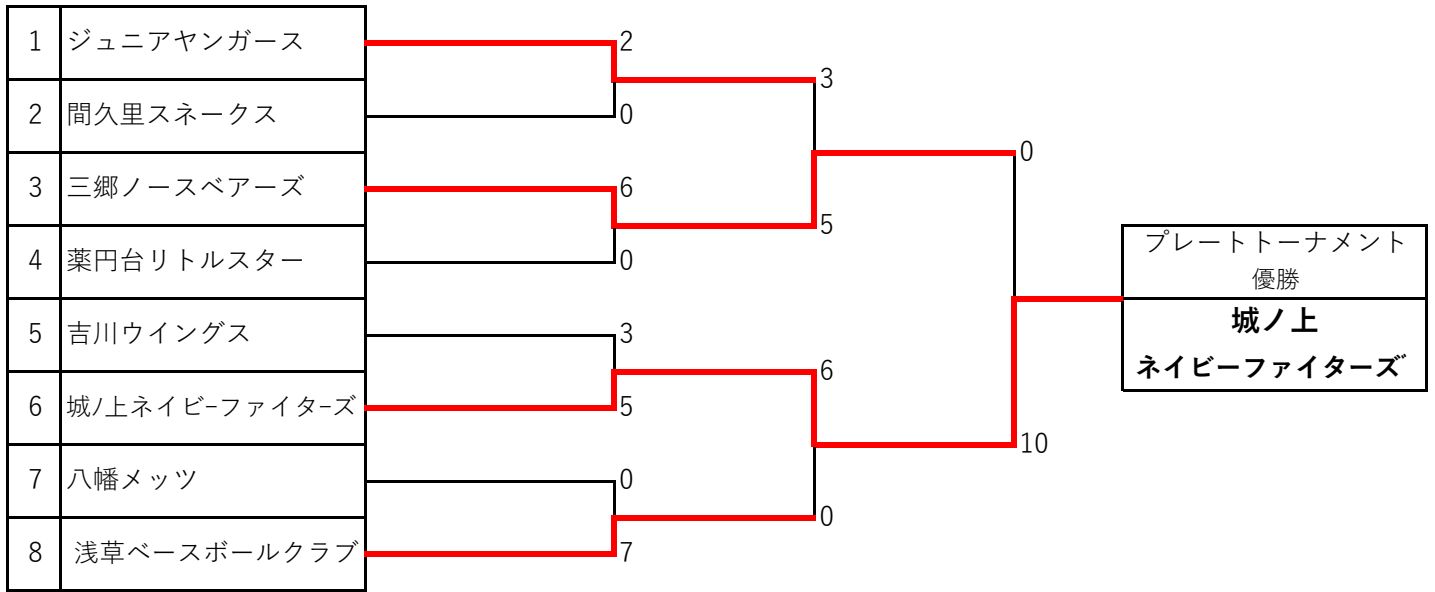 1 ジュニアヤンガース
2
3
0
2 間久里スネークス
0
0
3 三郷ノースベアーズ
6
5
4 薬円台リトルスター
0
プレートトーナメント
優勝
城ノ上
ネイビーファイターズ
5 吉川ウイングス
3
6
6 城ノ上ネイビーファイターズ
5
10
7 八幡メッツ
0
0
8 浅草ベースボールクラブ
7